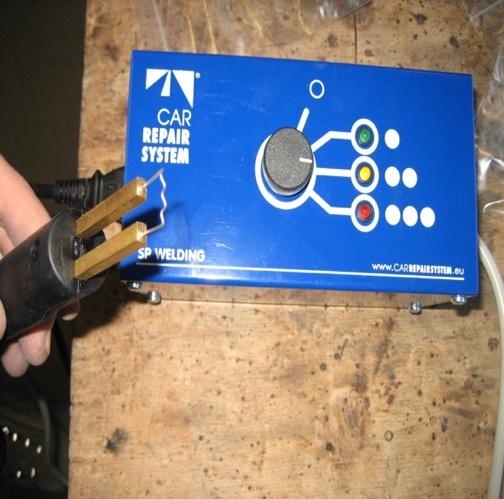 CAR
REPAIR
SYSTEM
SP WELDING
www.CARREPAIRSYSTEM.eu